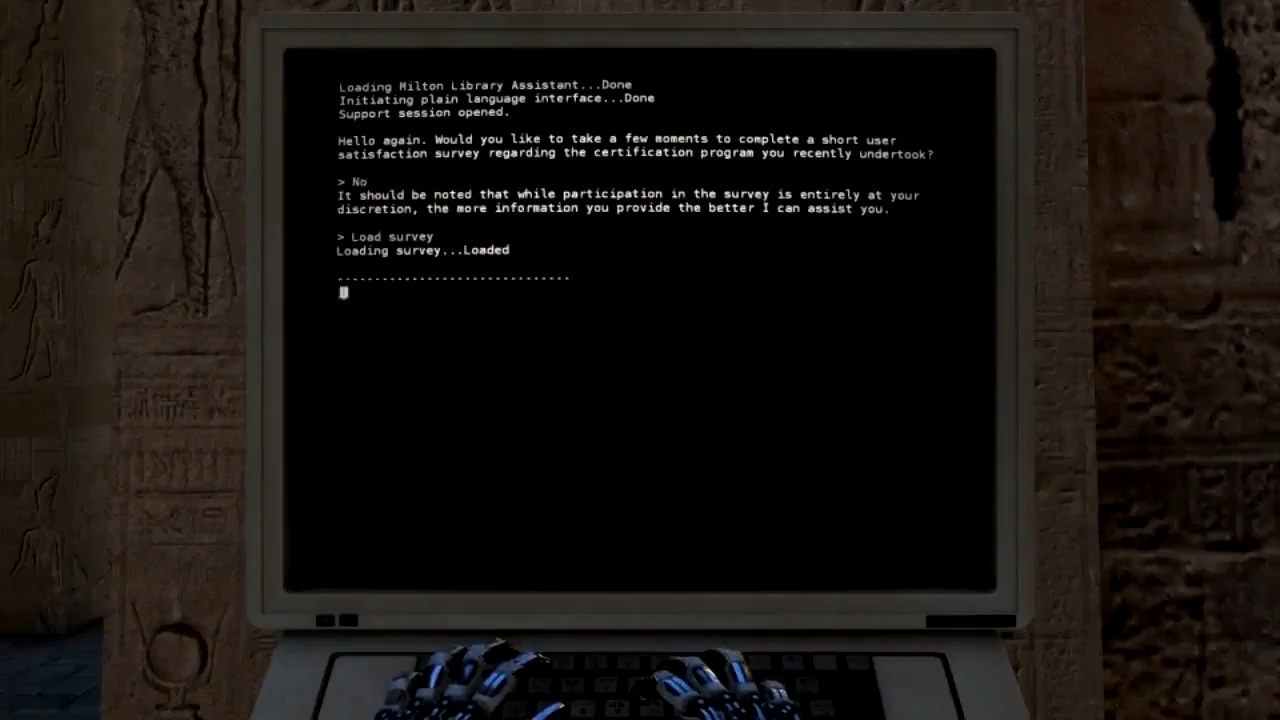 Loading Milton Library Assistant...Done
Initiating plain language interface...Done
Support session opened.
Hello again. Would you like to take a few moments to complete a short user
satisfaction survey regarding the certification program you recently undertook?
> No
It should be noted that while participation in the survey is entirely at your
discretion, the more information you provide the better I can assist you.
> Load survey
Loading survey...Loaded
-------------------------------